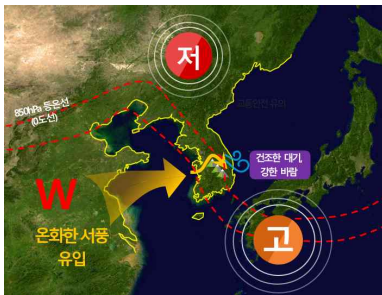 저
850hPa 등온선
(0도선)
건조한 대기,
강한 바람
W
온화한 서풍
유입
고